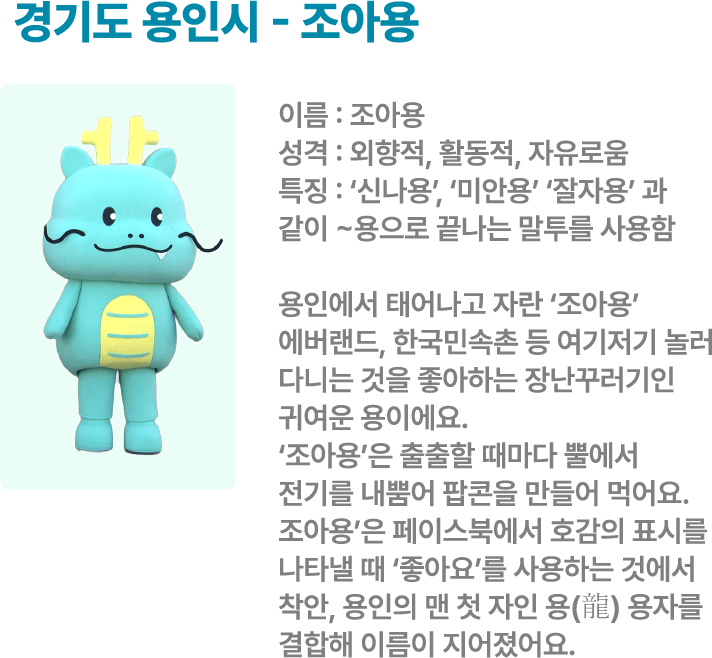 경기도 용인시 - 조아용
이름 : 조아용
성격 : 외향적, 활동적, 자유로움
특징 : ‘신나용’, ‘미안용’ ‘잘자용’ 과
같이 ~용으로 끝나는 말투를 사용함
용인에서 태어나고 자란 ‘조아용’
에버랜드, 한국민속촌 등 여기저기 놀러
다니는 것을 좋아하는 장난꾸러기인
귀여운 용이에요.
‘조아용’은 출출할 때마다 뿔에서
전기를 내뿜어 팝콘을 만들어 먹어요.
조아용’은 페이스북에서 호감의 표시를
나타낼 때 ‘좋아요’를 사용하는 것에서
착안, 용인의 맨 첫 자인 용(龍) 용자를
결합해 이름이 지어졌어요.